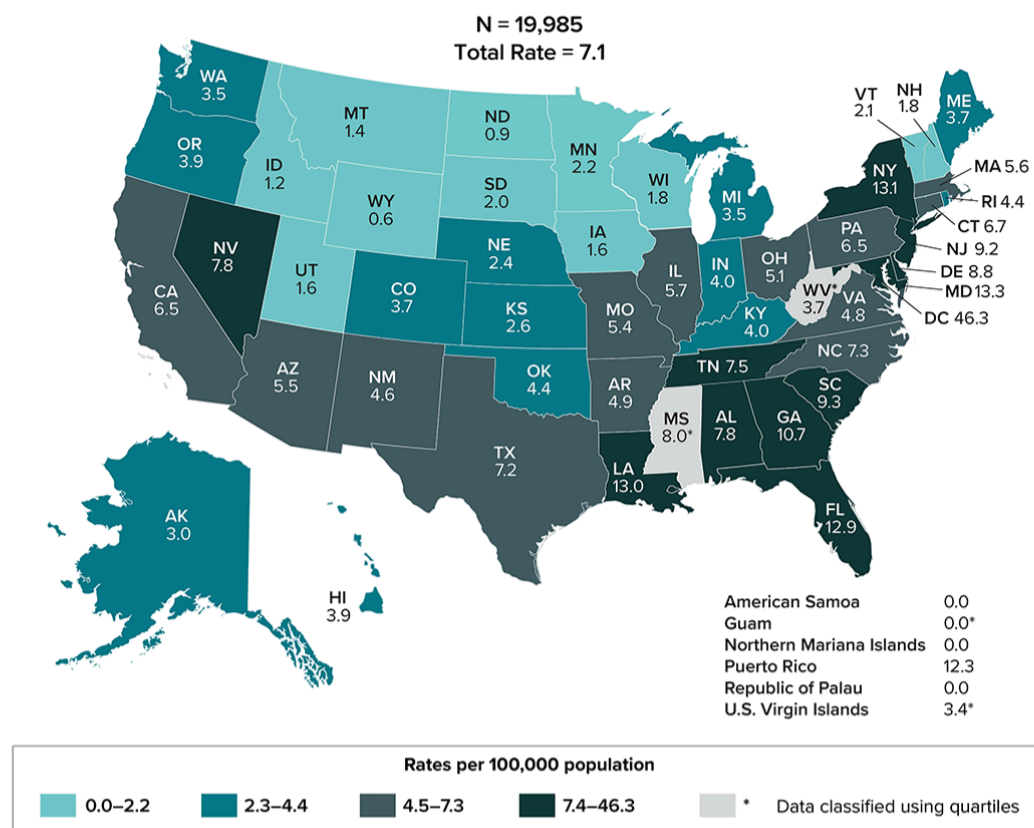 N = 19,985
Total Rate = 7.1
WA
3.5
OR
3.9
MT
1.4
ID
1.2
WY
0.6
ND
0.9
SD
2.0
MN
2.2
WI
1.8
IA
1.6
NE
2.4
KS
2.6
OK
4.4
CO
3.7
UT
1.6
NV
7.8
CA
6.5
AZ
5.5
NM
4.6
TX
7.2
MO
5.4
AR
4.9
LA
13.0
MS
8.0*
AL
7.8
GA
10.7
FL
12.9
SC
9.3
NC 7.3
TN 7.5
KY
4.0
IL
5.7
IN
4.0
OH
5.1
MI
3.5
WV*
3.7
VA
4.8
PA
6.5
NY
13.1
VT
2.1
NH
1.8
ME
3.7
MA 5.6
RI 4.4
CT 6.7
NJ 9.2
DE 8.8
MD 13.3
DC 46.3
AK
3.0
HI
3.9
American Samoa 0.0
Guam 0.0*
Northern Mariana Islands 0.0
Puerto Rico 12.3
Republic of Palau 0.0
U.S. Virgin Islands 3.4*
Rates per 100,000 population
0.0–2.2 2.3–4.4 4.5–7.3 7.4–46.3 * Data classified using quartiles